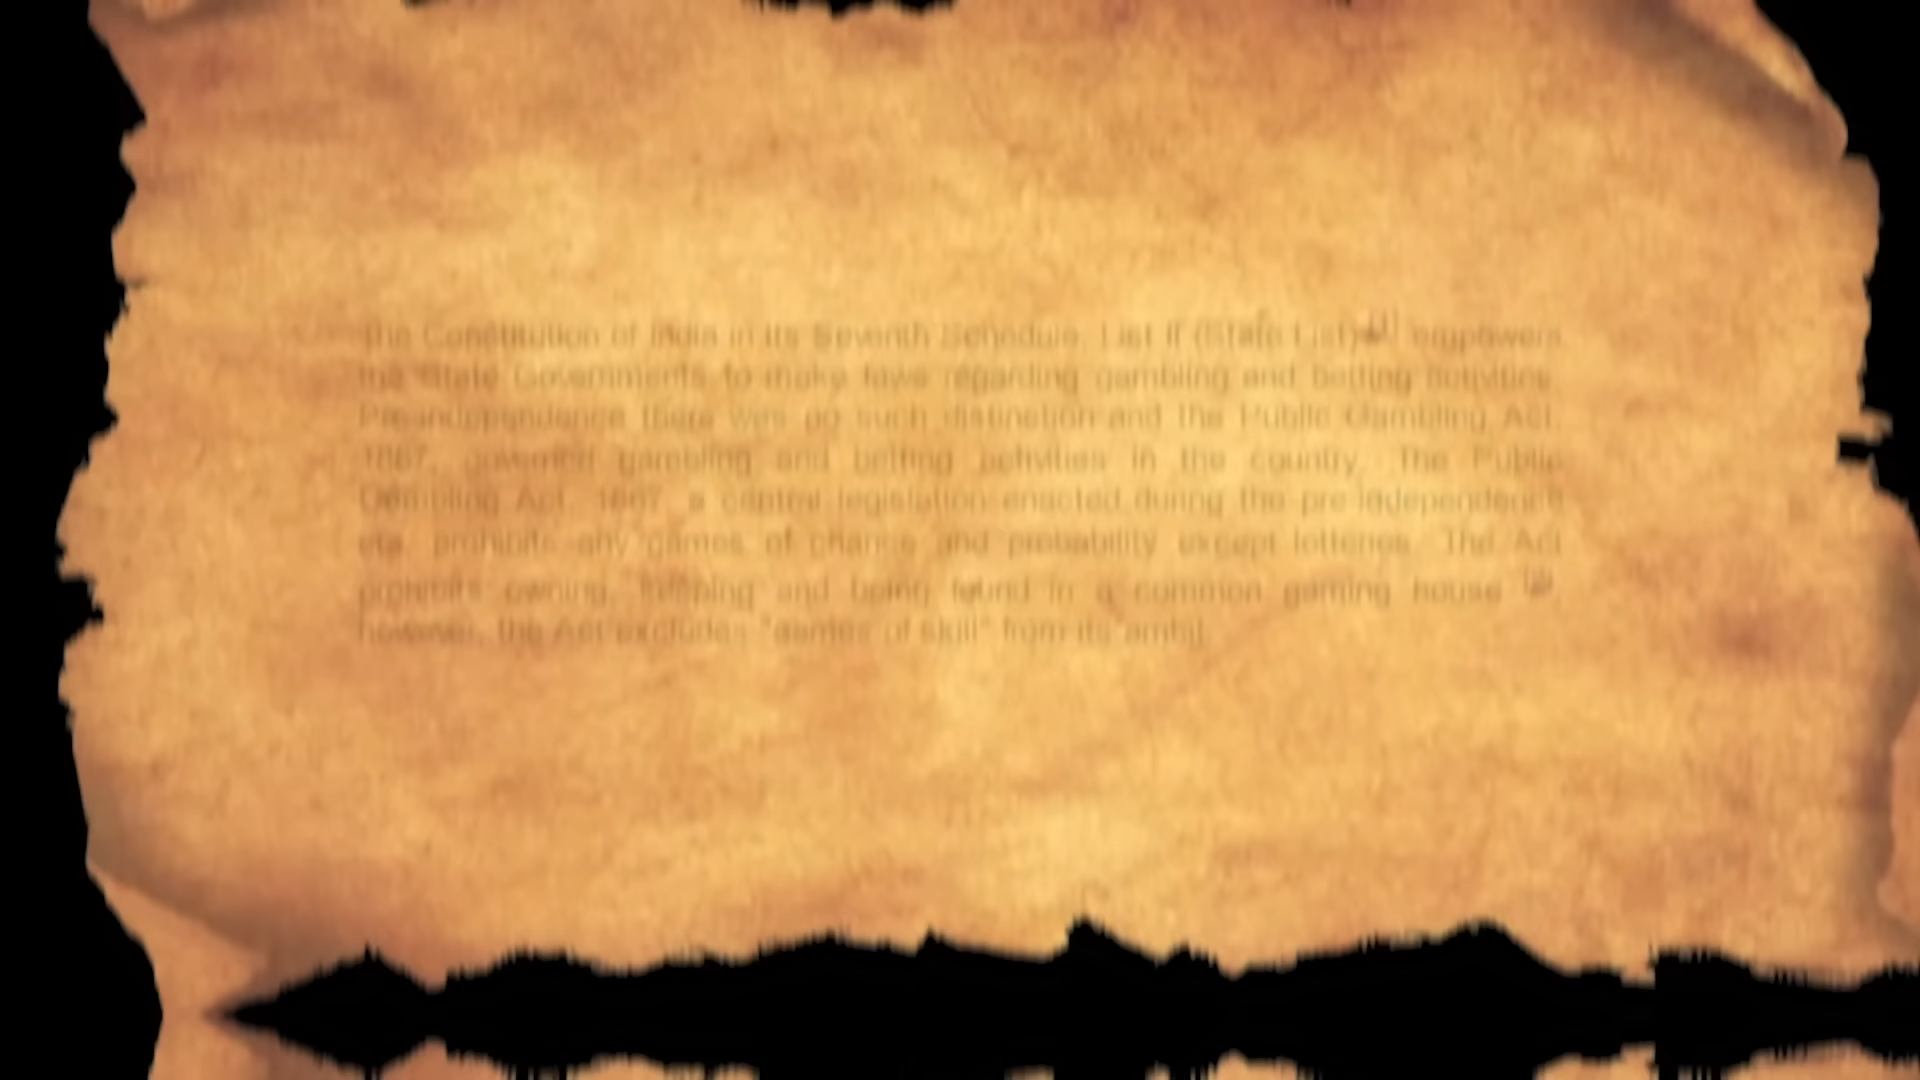 The Constitution of India in its Seventh Schedule, List II (State List) [1] empowers
the State Governments to make laws regarding gambling and betting activities.
Pre-independence there was no such distinction and the Public Gambling Act,
1867, governed gambling and betting activities in the country. The Public
Gambling Act, 1867, a central legislation enacted during the pre-independence
era, prohibits any games of chance and probability except lotteries. The Act
prohibits owning, keeping and being found in a common gaming house
however, the Act excludes "games of skill" from its ambit.